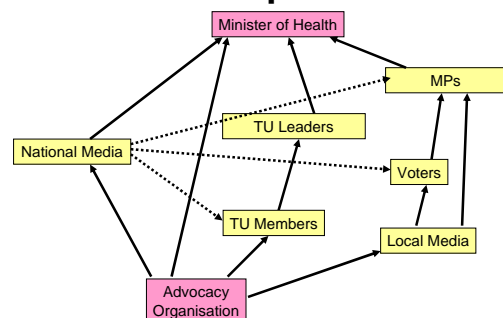 Minister of Health
MPs
TU Leaders
National Media
Voters
TU Members
Local Media
Advocacy
Organisation